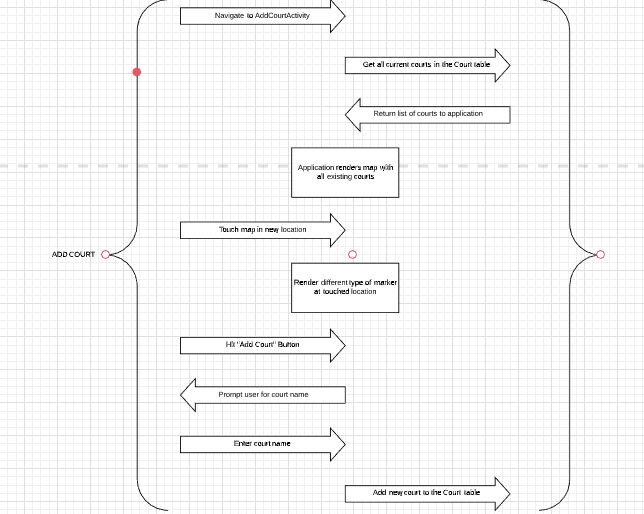 Navigate to AddCourtActivity
Get all current courts in the Court table
Return list of courts to application
Application renders map with
all existing courts
Touch map in new location
ADD COURT
Render different type of marker
at touched location
Hit "Add Court" Button
Prompt user for court name
Enter court name
Add new court to the Court table